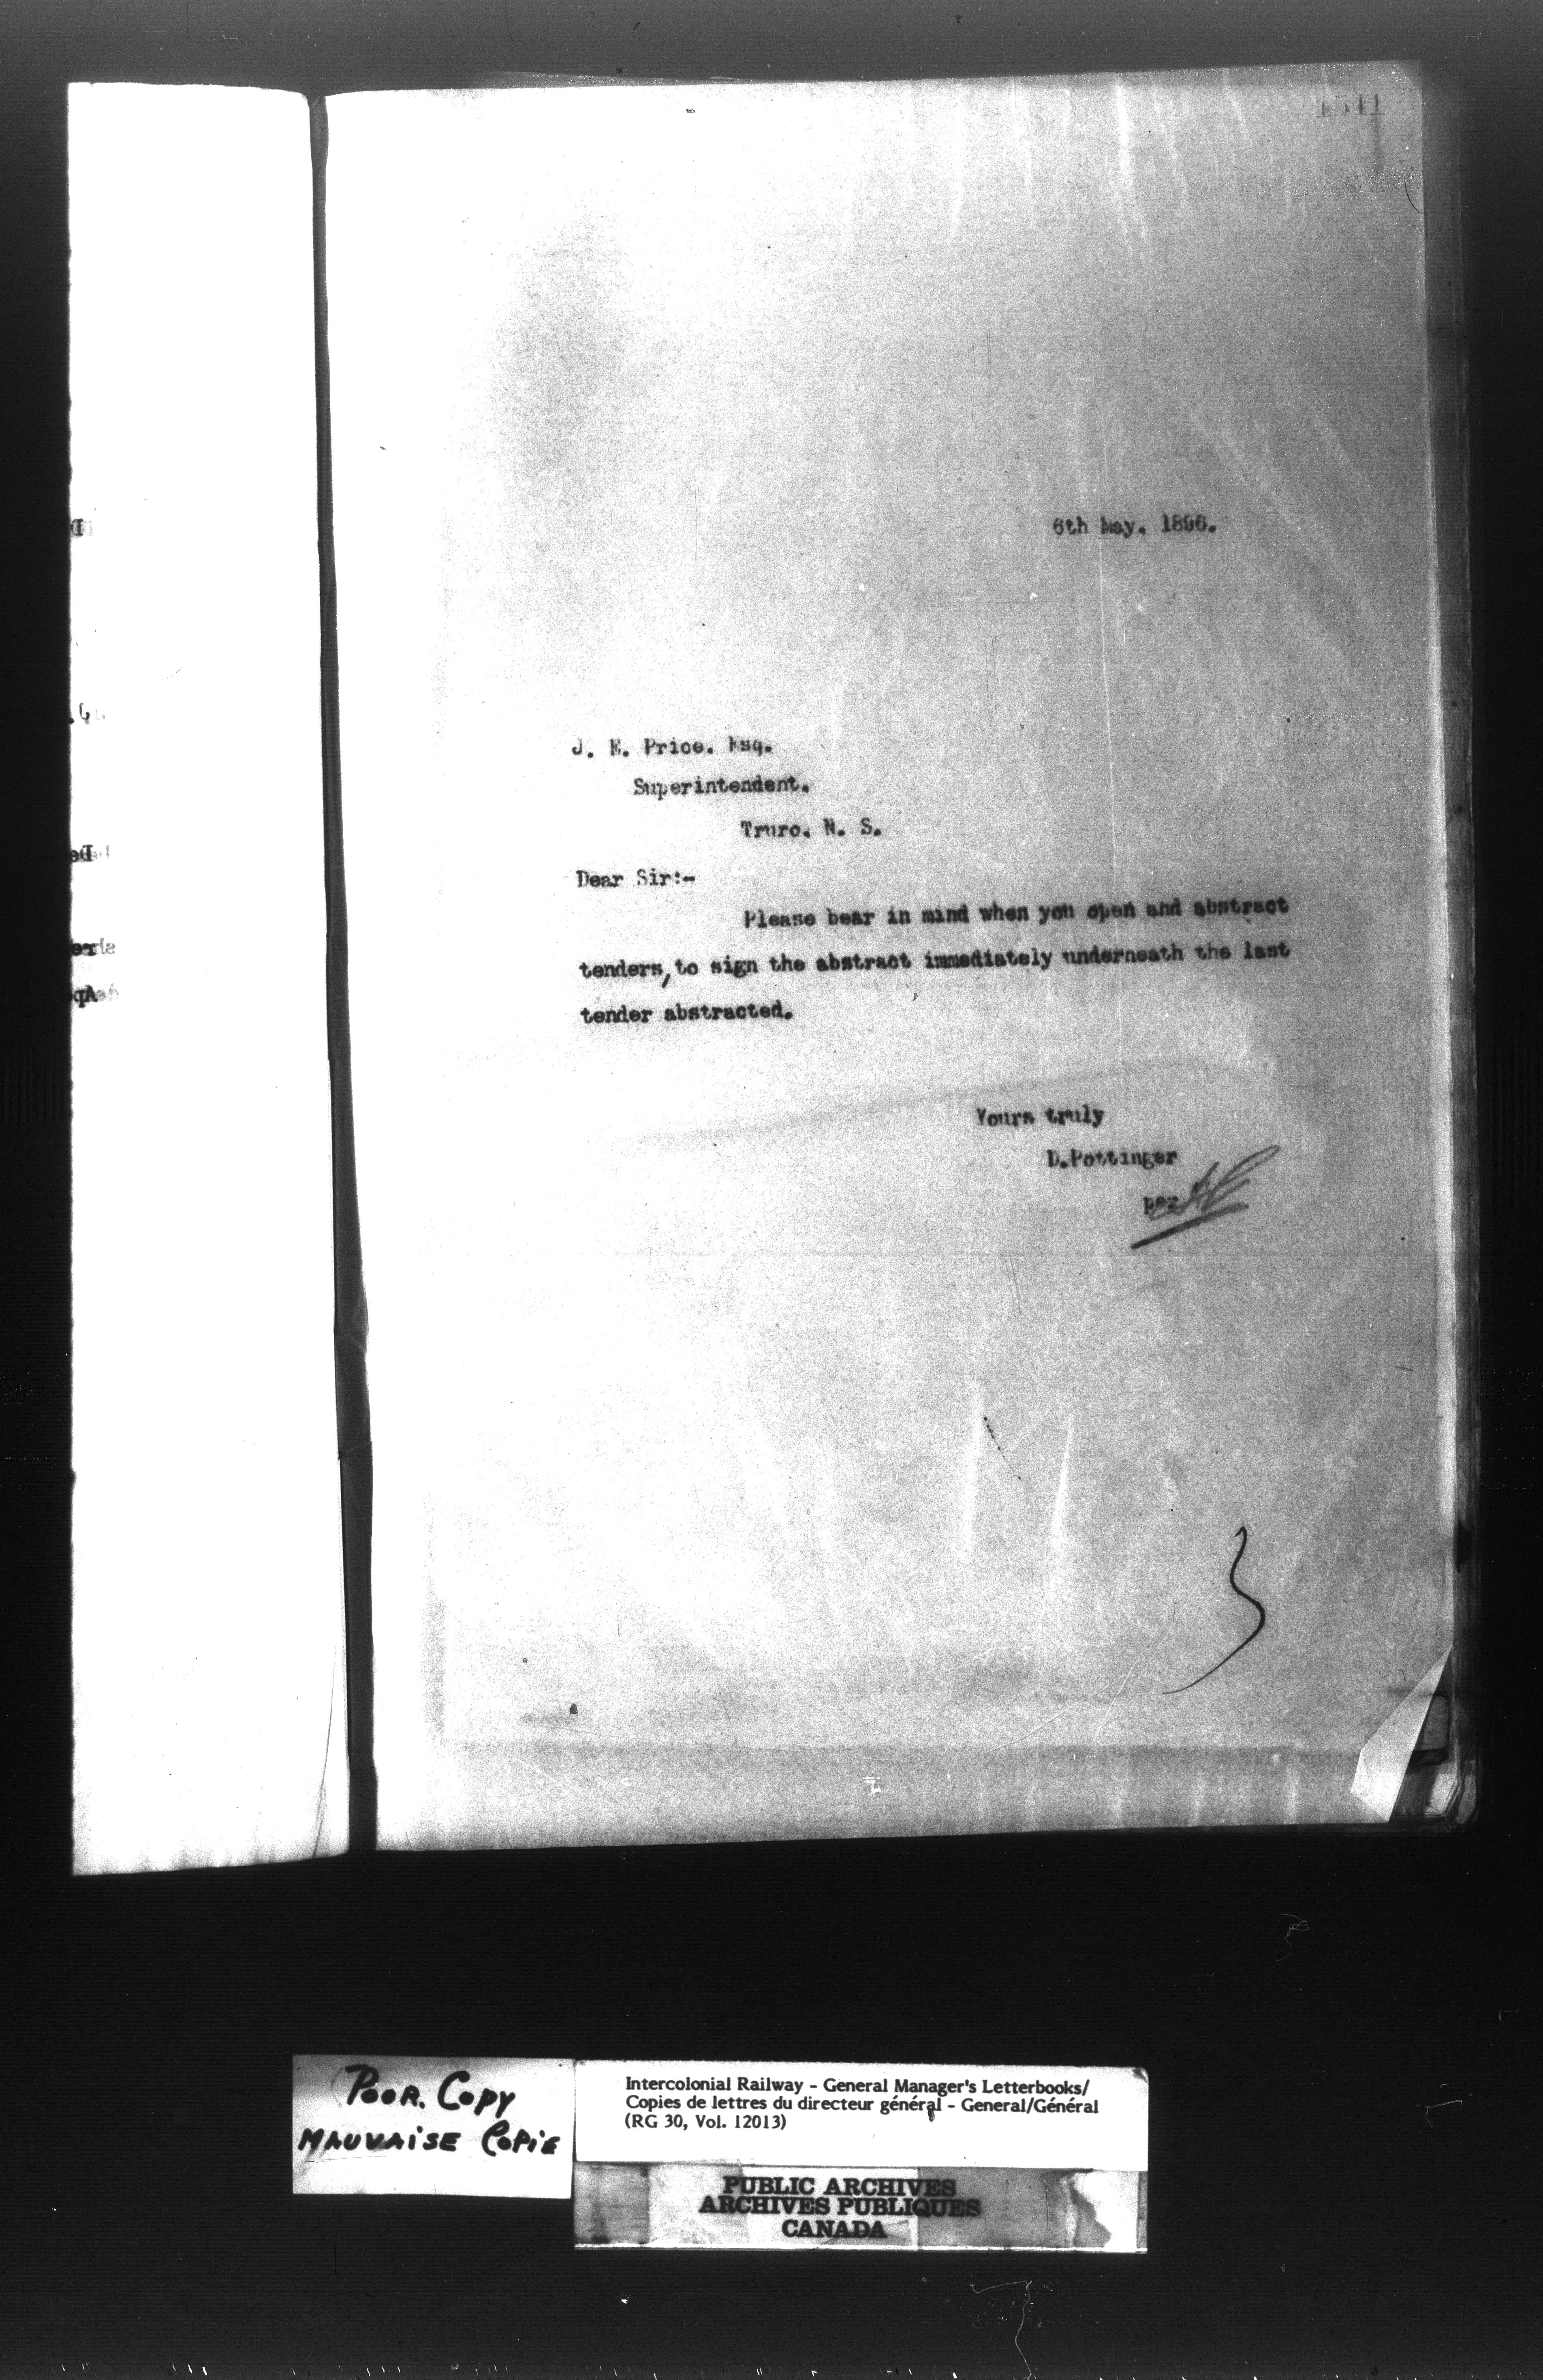 1541
6th May. 1896.
J. E. Price. Esq.
Superintendent.
Truro. N. S.
Dear Sir:-
Please bear in mind when you open and abstract
tenders, to sign the abstract immediately underneath the last
tender abstracted.
Yours truly
D.Pottinger
per
POOR. COPY
MAUVAISE COPIE
Intercolonial Railway - General Manager's Letterbooks/
Copies de lettres du directeur général - General/Général
(RG 30, Vol. 12013)
PUBLIC ARCHIVES
ARCHIVES PUBLIQUES
CANADA